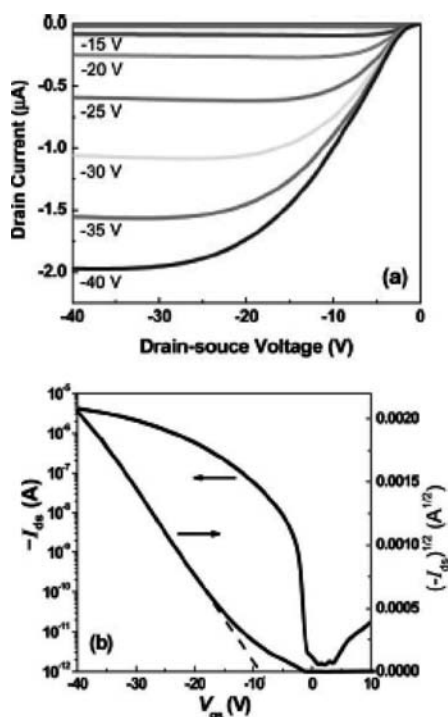 0.0
-0.5
-1.0
-1.5
-2.0
Drain Current (μA)
-15 V
-20 V
-25 V
-30 V
-35 V
-40 V
(a)
-40 -30 -20 -10 0
Drain-souce Voltage (V)
10⁻⁵
10⁻⁶
10⁻⁷
10⁻⁸
10⁻⁹
10⁻¹⁰
10⁻¹¹
10⁻¹²
-I_ds (A)
0.0020
0.0015
0.0010
0.0005
0.0000
(-I_ds)^1/2 (A^1/2)
(b)
-40 -30 -20 -10 0 10
(V)